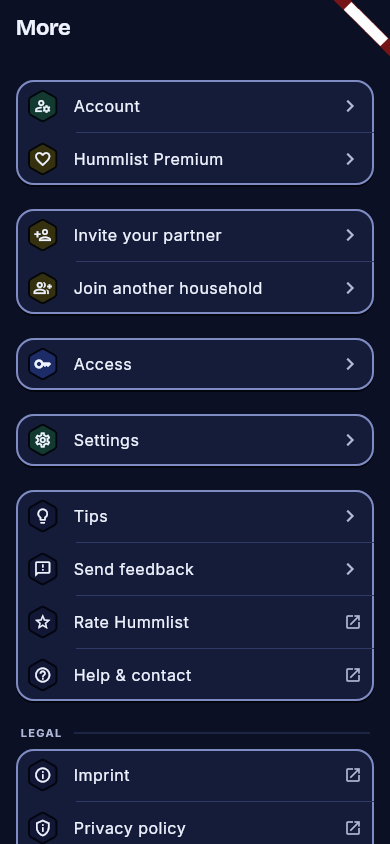 More
Account
Hummlist Premium
Invite your partner
Join another household
Access
Settings
Tips
Send feedback
Rate Hummlist
Help & contact
LEGAL
Imprint
Privacy policy